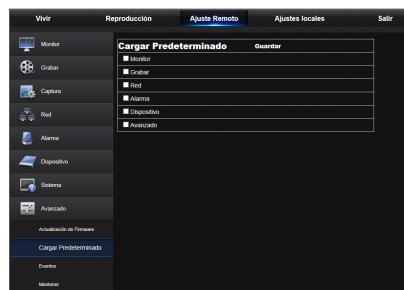 Vivir Reproducción Ajuste Remoto Ajustes locales Salir
Monitor
Grabar
Captura
Red
Alarma
Dispositivo
Sistema
Avanzado
Actualización de Firmware
Cargar Predeterminado
Eventos
Mantener
Cargar Predeterminado Guardar
Monitor
Grabar
Red
Alarma
Dispositivo
Avanzado